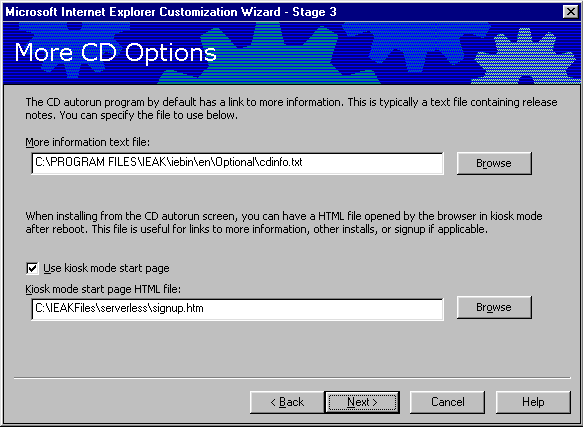 Microsoft Internet Explorer Customization Wizard - Stage 3
More CD Options
The CD autorun program by default has a link to more information. This is typically a text file containing release
notes. You can specify the file to use below.
More information text file:
C:\PROGRAM FILES\IEAK\iebin\en\Optional\cdinfo.txt
Browse
When installing from the CD autorun screen, you can have a HTML file opened by the browser in kiosk mode
after reboot. This file is useful for links to more information, other installs, or signup if applicable.
Use kiosk mode start page
Kiosk mode start page HTML file:
C:\IEAKFiles\serverless\signup.htm
Browse
< Back
Next >
Cancel
Help